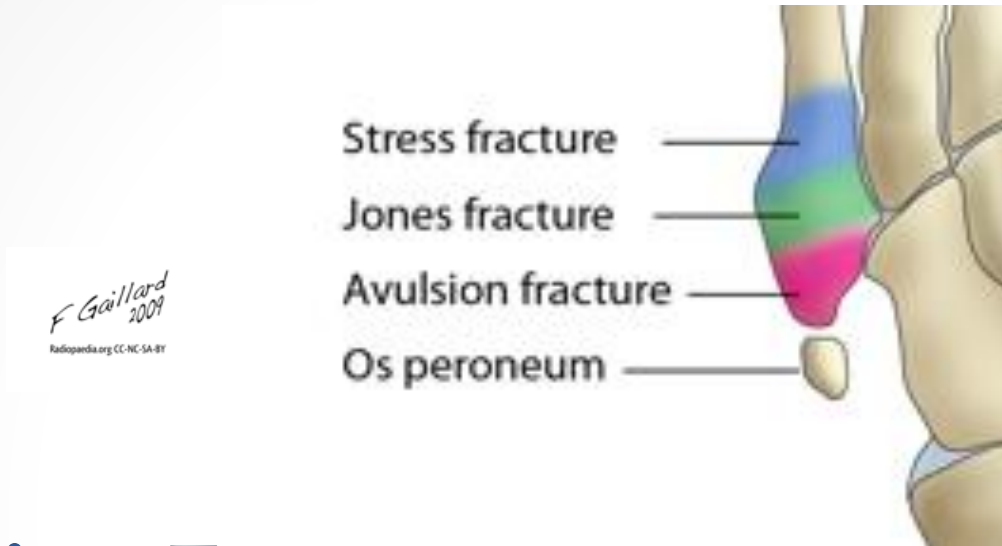 Stress fracture
Jones fracture
Avulsion fracture
Os peroneum
F Gaillard
2009
Radiopaedia.org CC-NC-SA-BY